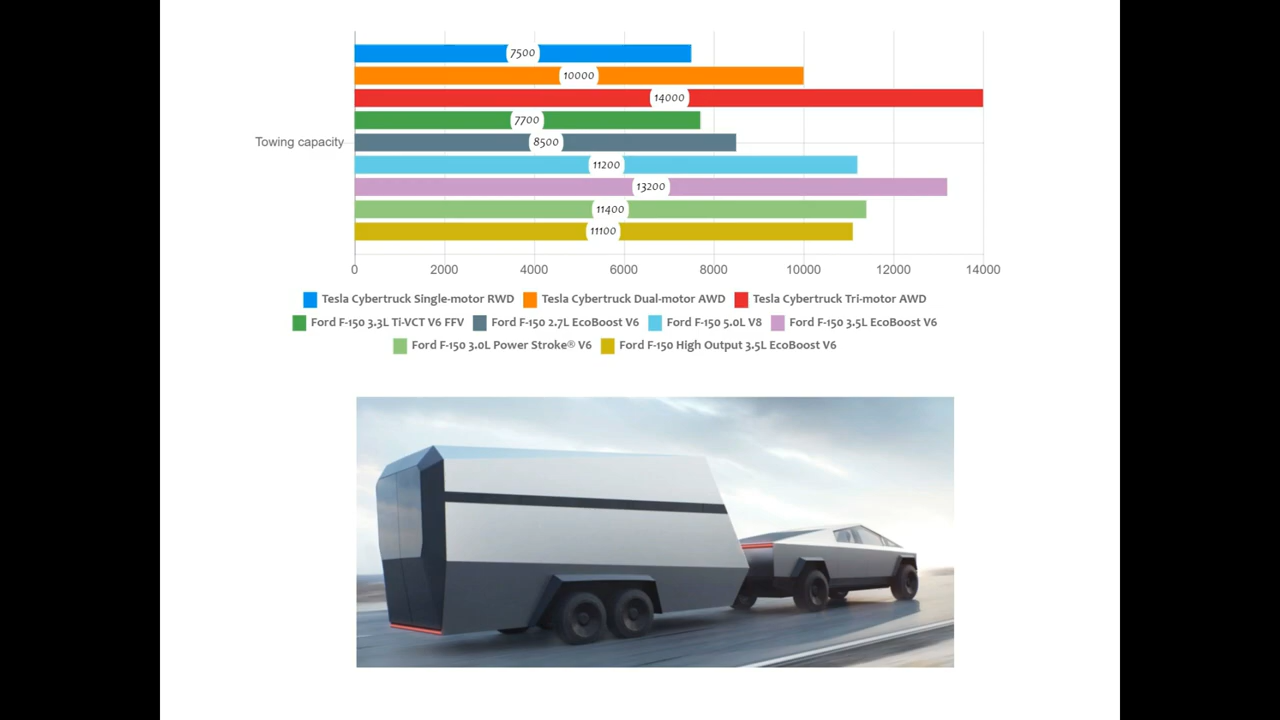 7500
10000
14000
7700
Towing capacity 8500
11200
13200
11400
11100
0 2000 4000 6000 8000 10000 12000 14000
Tesla Cybertruck Single-motor RWD Tesla Cybertruck Dual-motor AWD Tesla Cybertruck Tri-motor AWD
Ford F-150 3.3L Ti-VCT V6 FFV Ford F-150 2.7L EcoBoost V6 Ford F-150 5.0L V8 Ford F-150 3.5L EcoBoost V6
Ford F-150 3.0L Power Stroke® V6 Ford F-150 High Output 3.5L EcoBoost V6